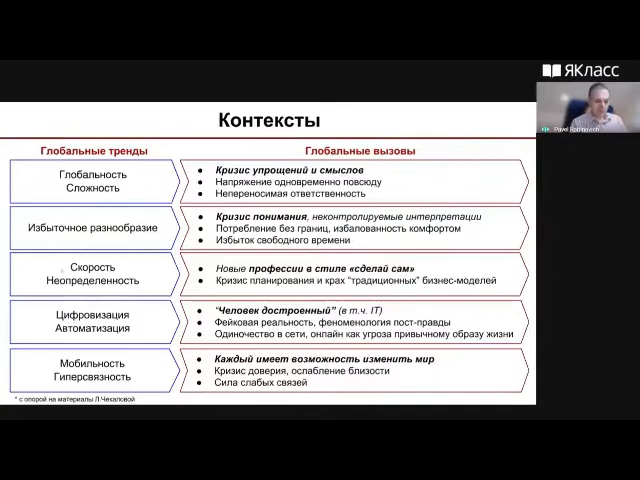 ЯКласс
Pavel Rabinovich
Контексты
Глобальные тренды
Глобальные вызовы
Глобальность
Сложность
● Кризис упрощений и смыслов
● Напряжение одновременно повсюду
● Непереносимая ответственность
Избыточное разнообразие
● Кризис понимания, неконтролируемые интерпретации
● Потребление без границ, избалованность комфортом
● Избыток свободного времени
Скорость
Неопределенность
● Новые профессии в стиле «сделай сам»
● Кризис планирования и крах “традиционных” бизнес-моделей
Цифровизация
Автоматизация
● “Человек достроенный” (в т.ч. IT)
● Фейковая реальность, феноменология пост-правды
● Одиночество в сети, онлайн как угроза привычному образу жизни
Мобильность
Гиперсвязность
● Каждый имеет возможность изменить мир
● Кризис доверия, ослабление близости
● Сила слабых связей
* с опорой на материалы Л.Чекаловой